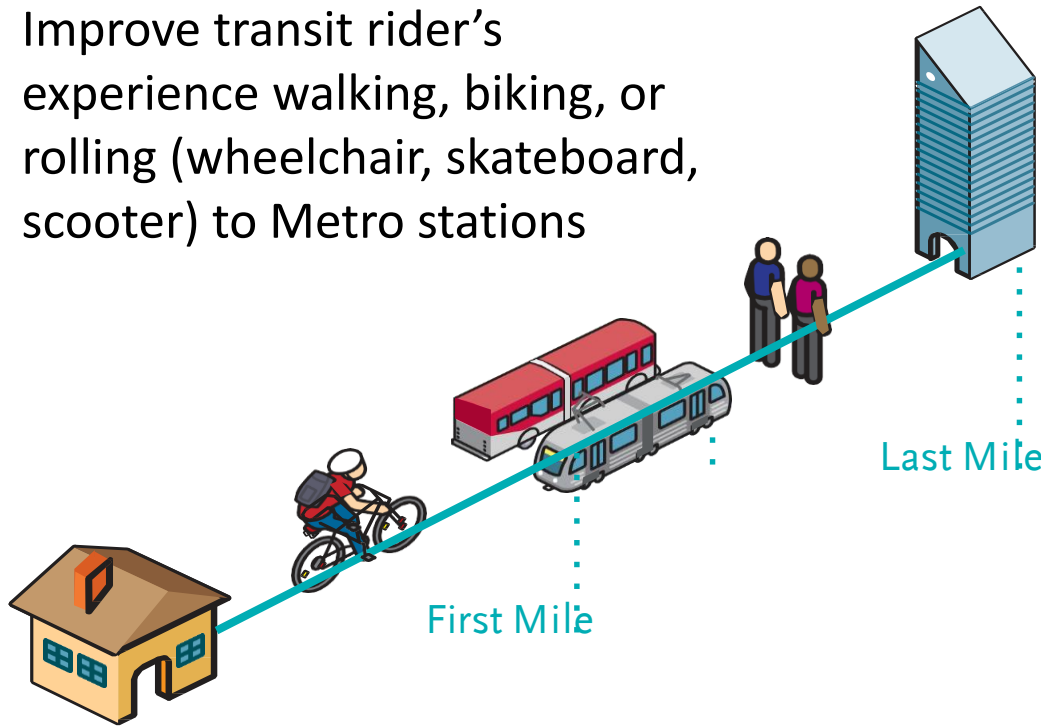 Improve transit rider’s
experience walking, biking, or
rolling (wheelchair, skateboard,
scooter) to Metro stations
Last Mile
First Mile